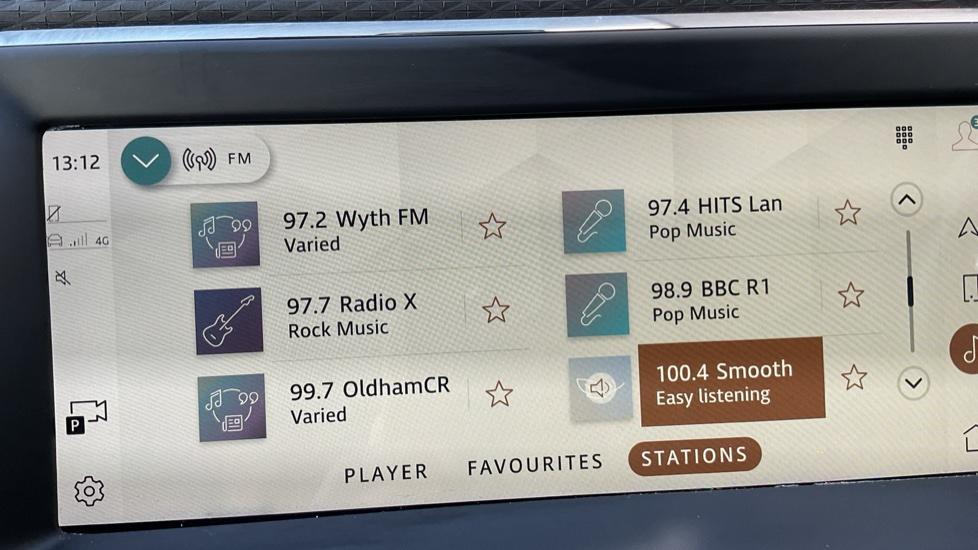 13:12
FM
4G
97.2 Wyth FM
Varied
97.4 HITS Lan
Pop Music
97.7 Radio X
Rock Music
98.9 BBC R1
Pop Music
99.7 OldhamCR
Varied
100.4 Smooth
Easy listening
P
PLAYER
FAVOURITES
STATIONS